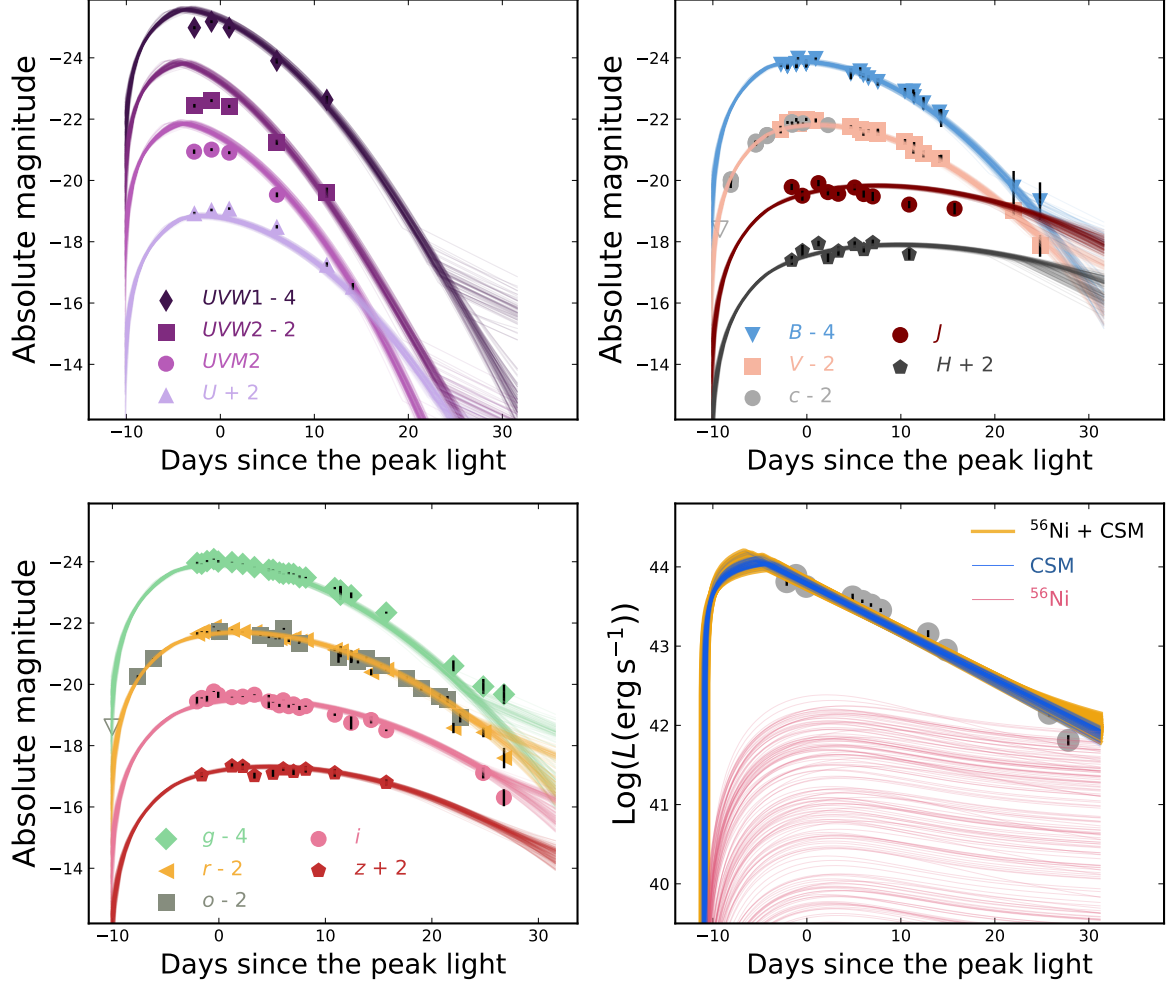 Absolute magnitude
−24
−22
−20
−18
−16
−14
UVW1 - 4
UVW2 - 2
UVM2
U + 2
−10
0
10
20
30
Days since the peak light
Absolute magnitude
−24
−22
−20
−18
−16
−14
B - 4
V - 2
c - 2
J
H + 2
−10
0
10
20
30
Days since the peak light
Absolute magnitude
−24
−22
−20
−18
−16
−14
g - 4
r - 2
o - 2
i
z + 2
−10
0
10
20
30
Days since the peak light
Log(L(erg s⁻¹))
44
43
42
41
40
⁵⁶Ni + CSM
CSM
⁵⁶Ni
−10
0
10
20
30
Days since the peak light